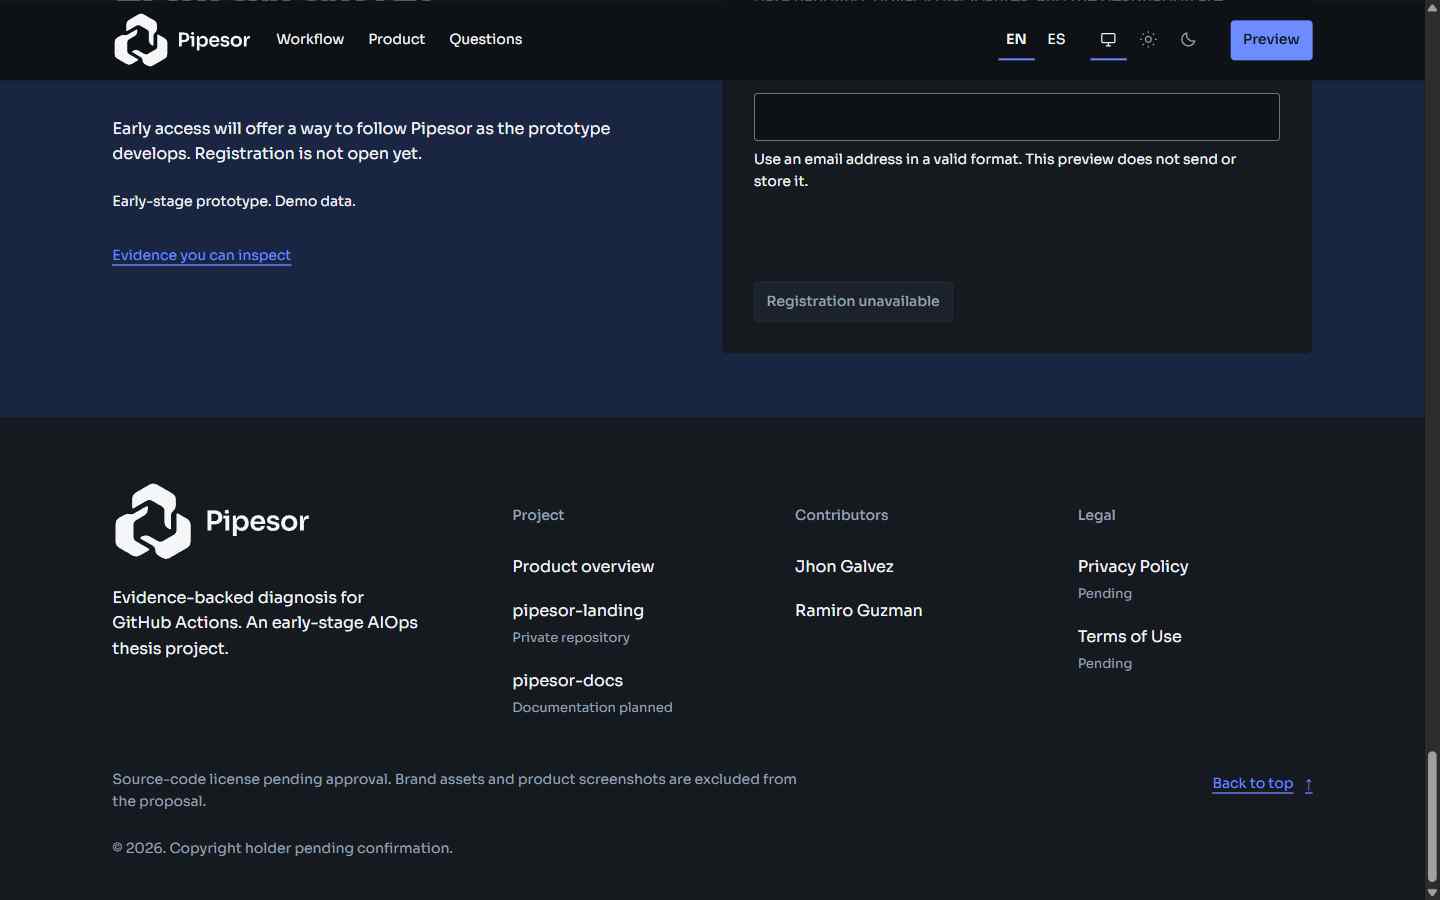 Pipesor
Workflow
Product
Questions
EN
ES
Preview
Early access will offer a way to follow Pipesor as the prototype
develops. Registration is not open yet.
Early-stage prototype. Demo data.
Evidence you can inspect
Use an email address in a valid format. This preview does not send or
store it.
Registration unavailable
Pipesor
Evidence-backed diagnosis for
GitHub Actions. An early-stage AIOps
thesis project.
Project
Product overview
pipesor-landing
Private repository
pipesor-docs
Documentation planned
Contributors
Jhon Galvez
Ramiro Guzman
Legal
Privacy Policy
Pending
Terms of Use
Pending
Source-code license pending approval. Brand assets and product screenshots are excluded from
the proposal.
Back to top ↑
© 2026. Copyright holder pending confirmation.